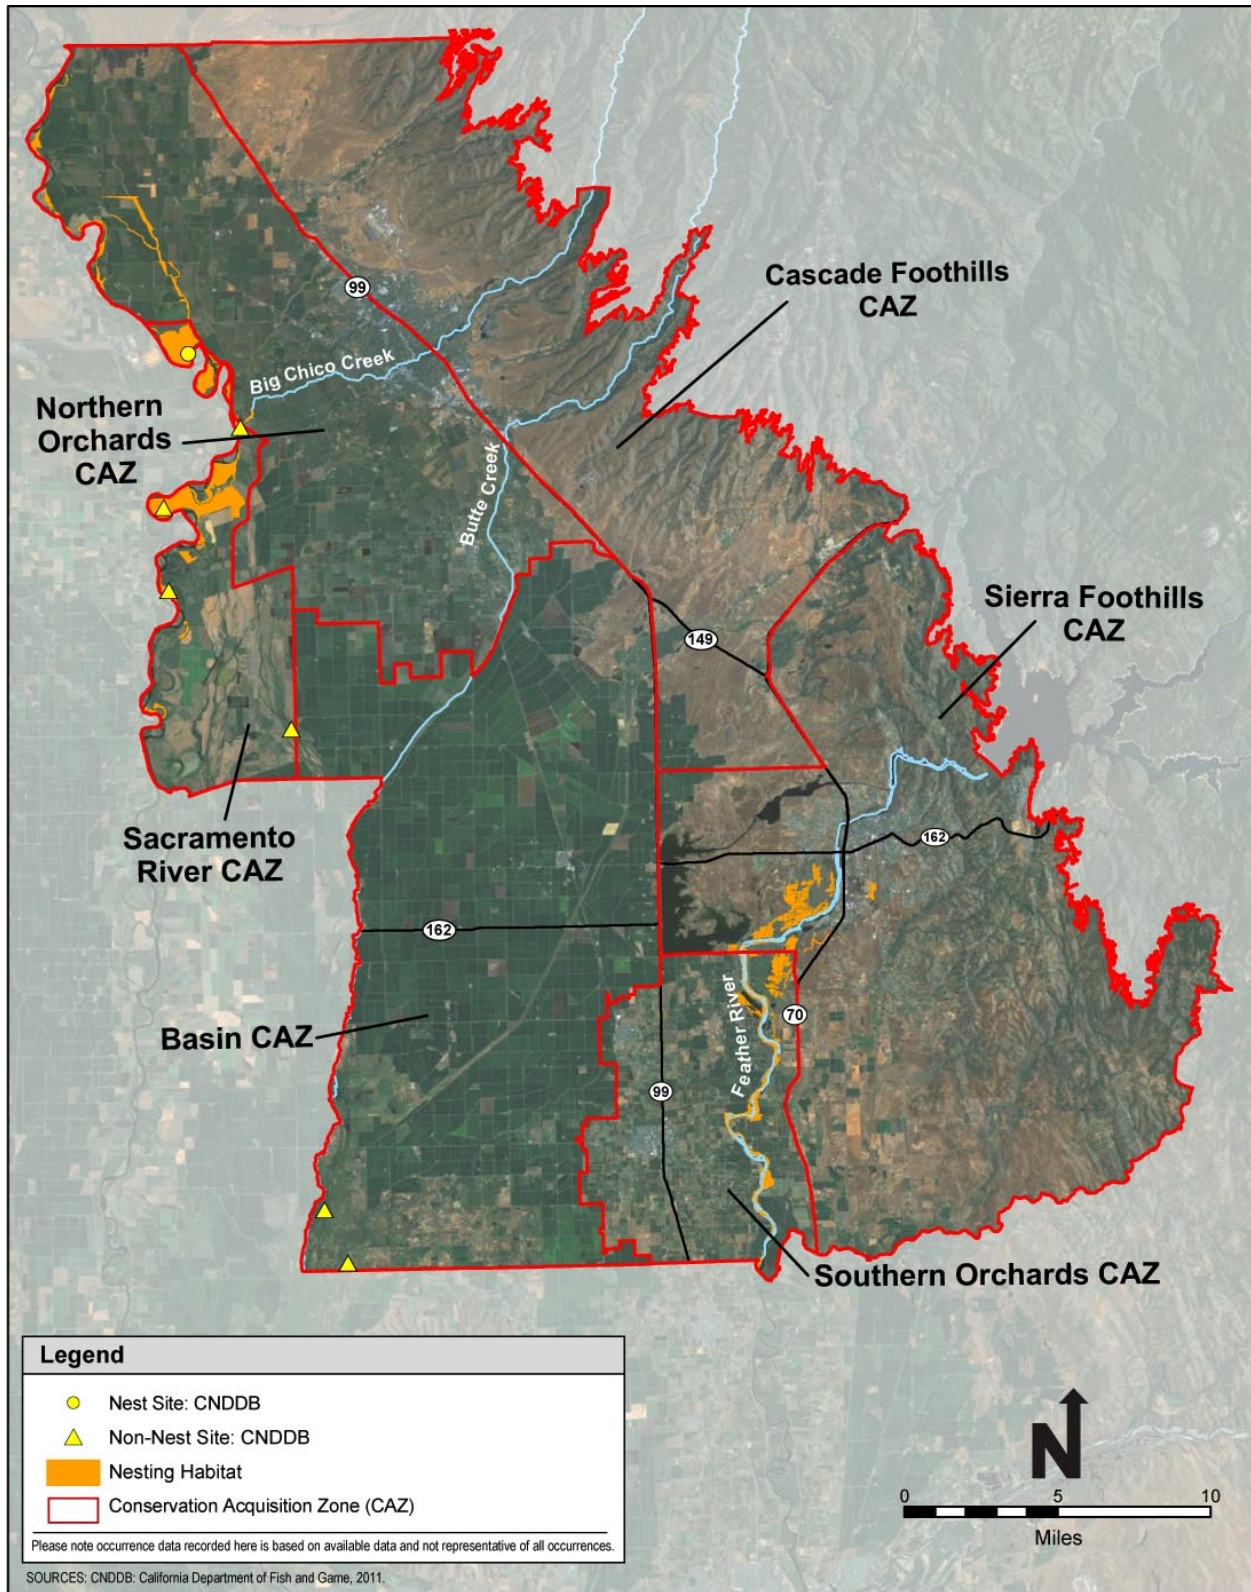 99
Cascade Foothills
CAZ
Big Chico Creek
Northern
Orchards
CAZ
Butte Creek
Sierra Foothills
CAZ
149
Sacramento
River CAZ
162
162
Basin CAZ
Feather River
70
99
Southern Orchards CAZ
Legend
Nest Site: CNDDB
Non-Nest Site: CNDDB
Nesting Habitat
Conservation Acquisition Zone (CAZ)
Please note occurrence data recorded here is based on available data and not representative of all occurrences.
SOURCES: CNDDB: California Department of Fish and Game, 2011.
N
0 5 10
Miles